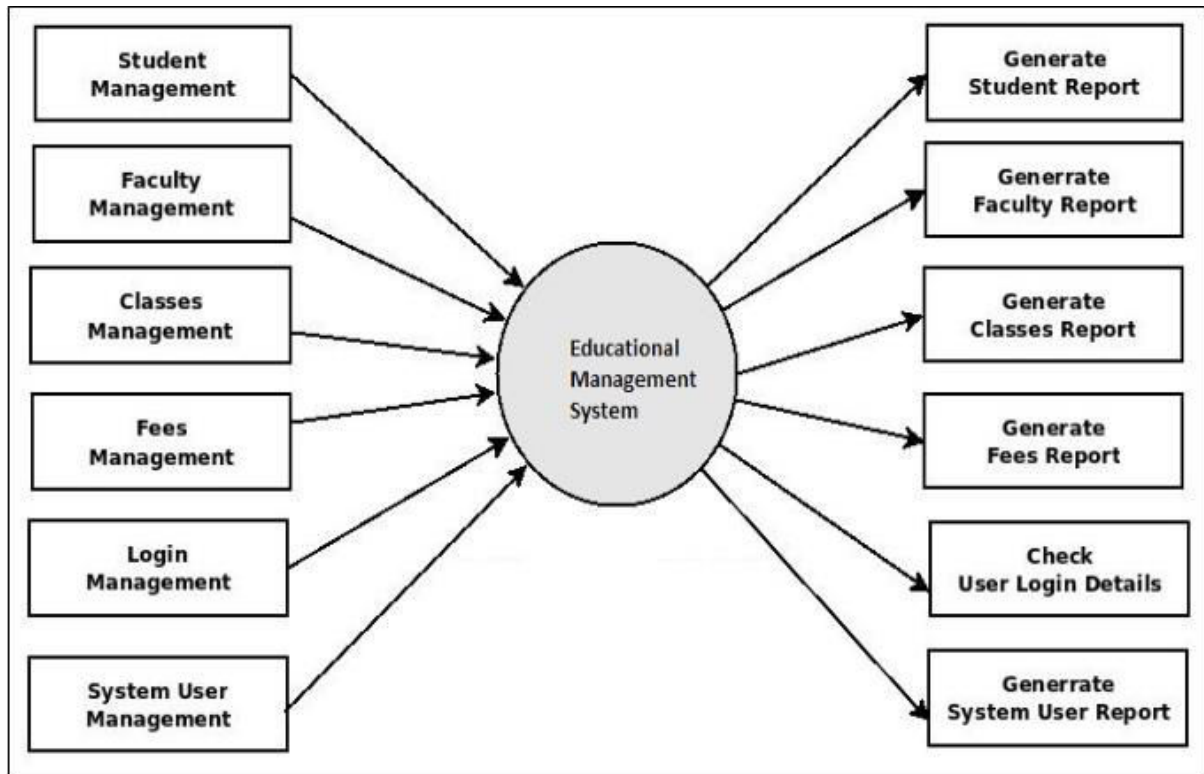 Student
Management
Faculty
Management
Classes
Management
Fees
Management
Login
Management
System User
Management
Educational
Management
System
Generate
Student Report
Generrate
Faculty Report
Generate
Classes Report
Generate
Fees Report
Check
User Login Details
Generrate
System User Report